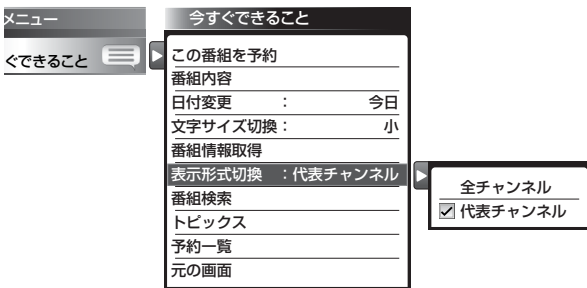 メニュー
ぐできること
今すぐできること
この番組を予約
番組内容
日付変更 : 今日
文字サイズ切換 : 小
番組情報取得
表示形式切換 : 代表チャンネル
番組検索
トピックス
予約一覧
元の画面
全チャンネル
代表チャンネル